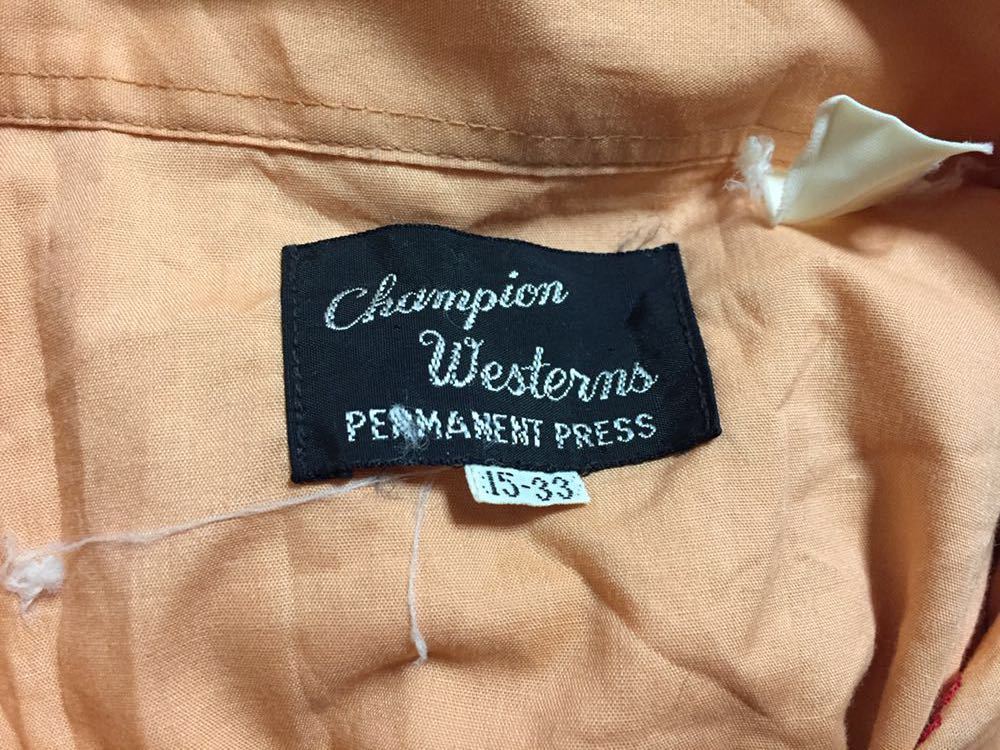 Champion
Westerns
PERMANENT PRESS
15-33